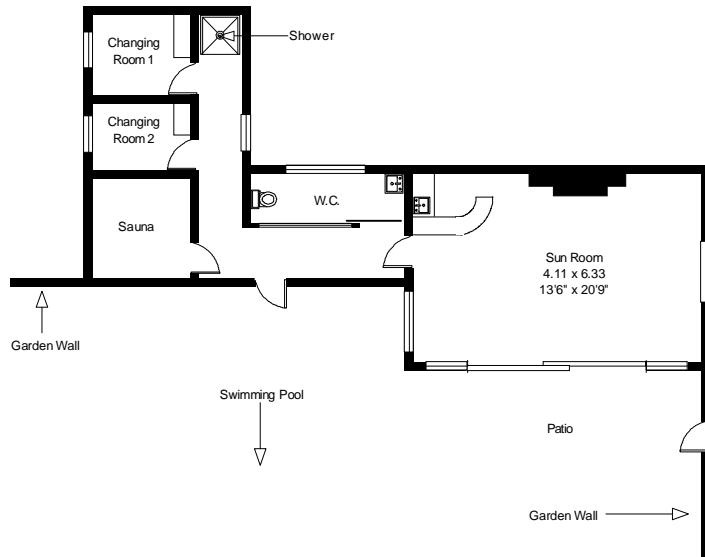 Changing
Room 1
Shower
Changing
Room 2
W.C.
Sauna
Sun Room
4.11 x 6.33
13'6" x 20'9"
Garden Wall
Swimming Pool
Patio
Garden Wall